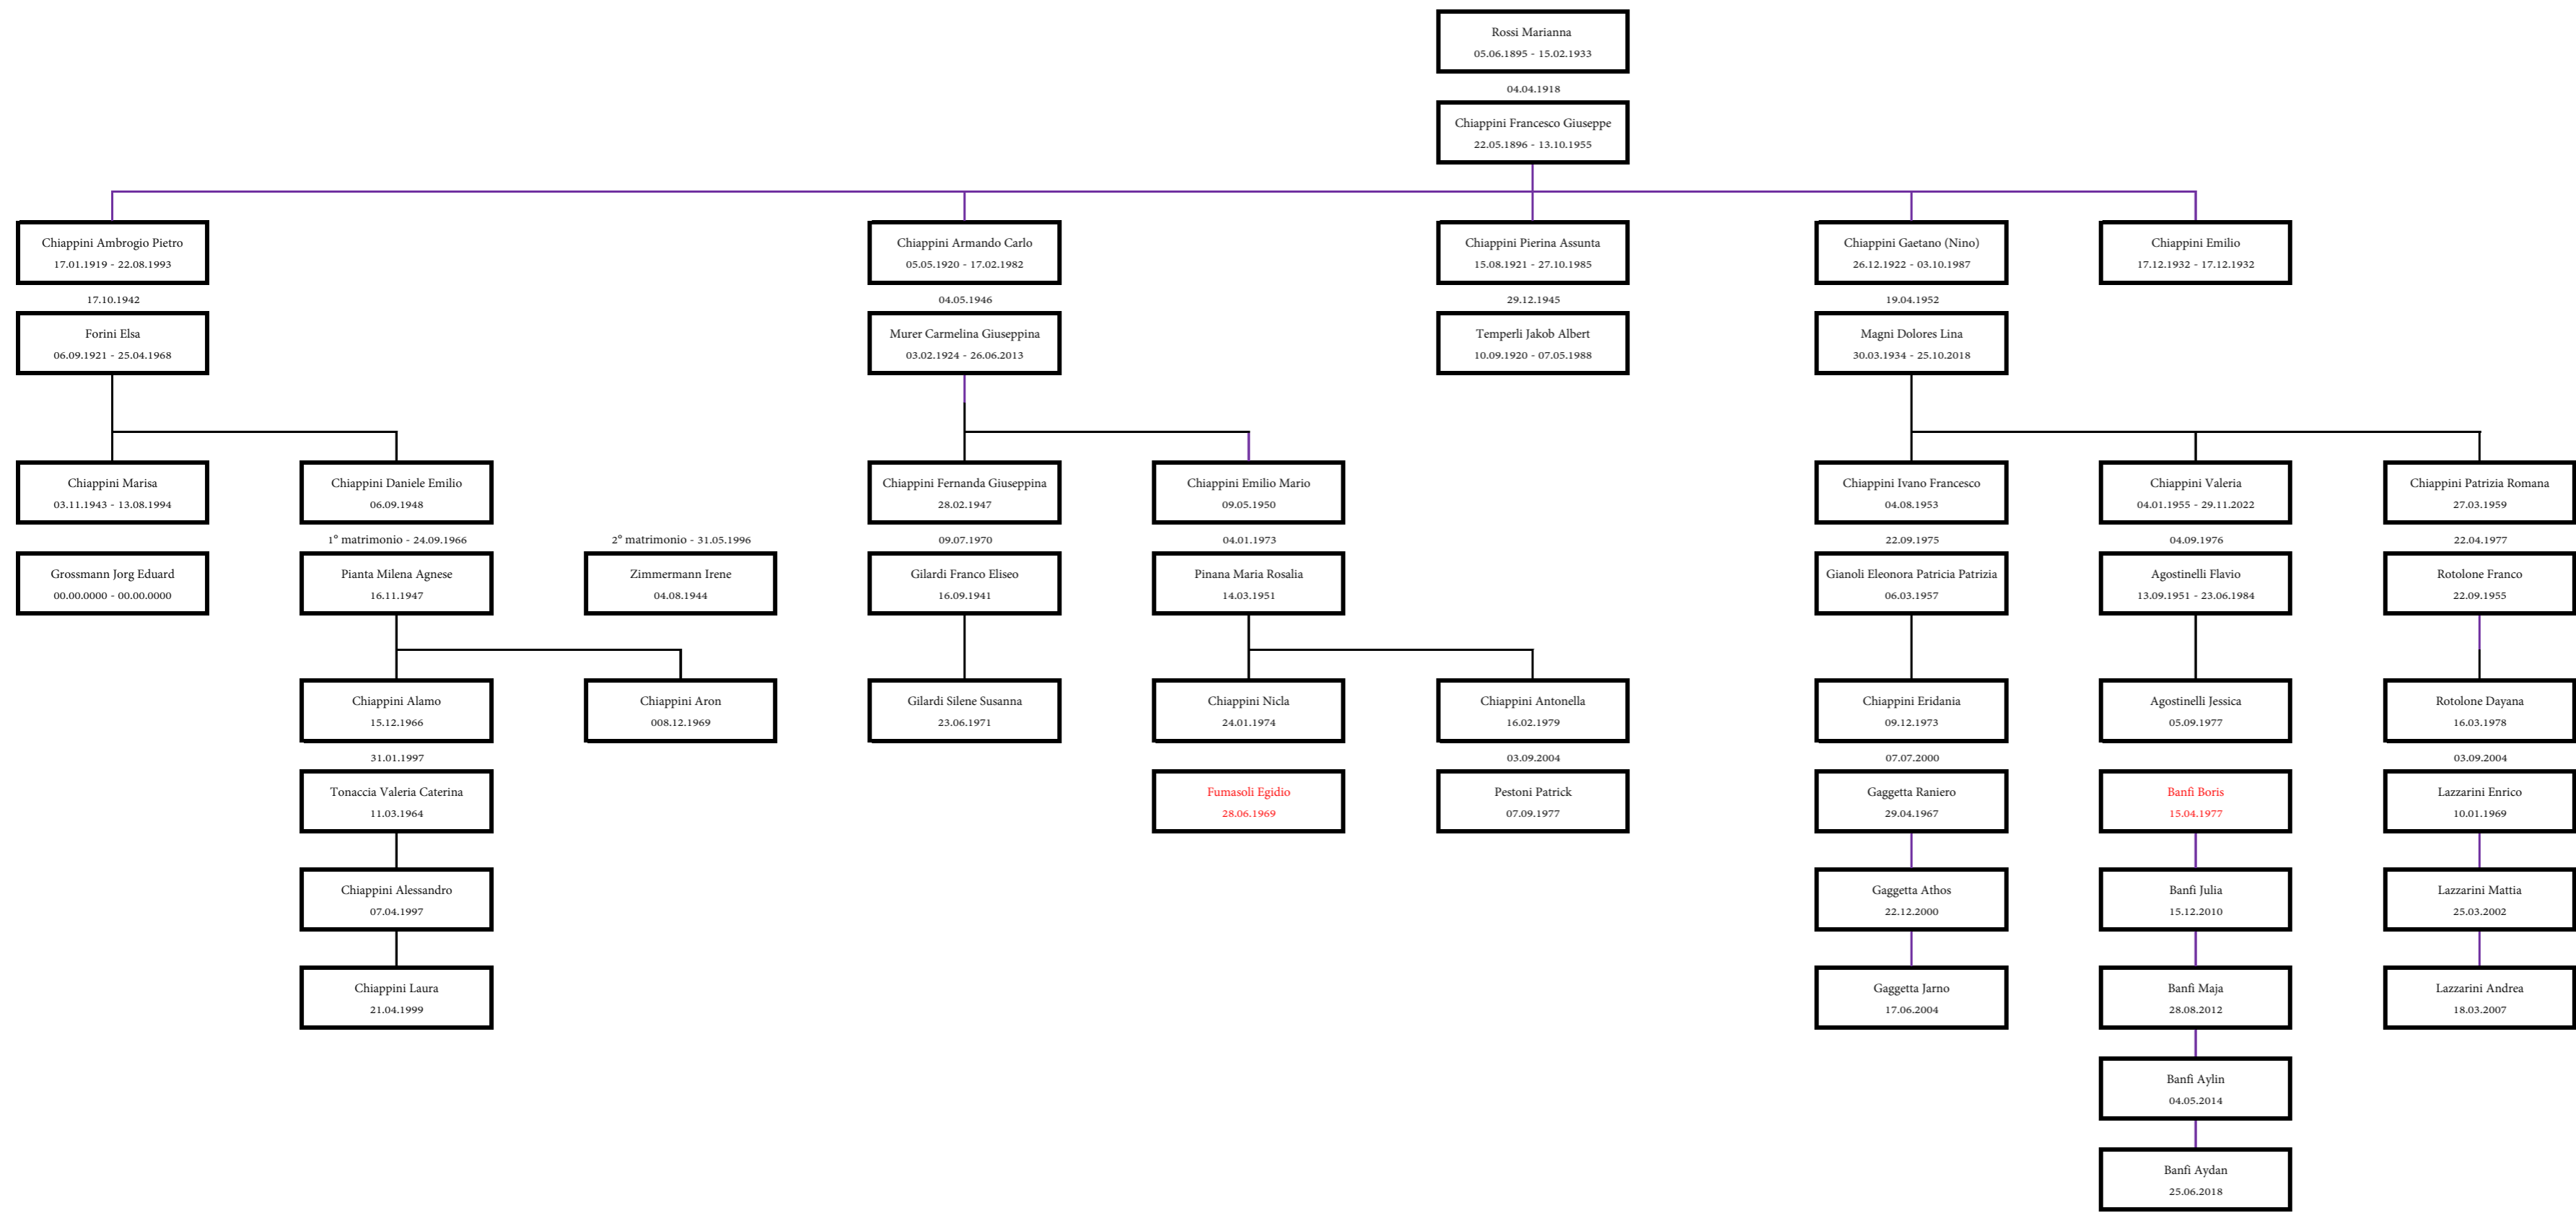 Rossi Marianna
05.06.1895 - 15.02.1933
04.04.1918
Chiappini Francesco Giuseppe
22.05.1896 - 13.10.1955
Chiappini Ambrogio Pietro
17.01.1919 - 22.08.1993
17.10.1942
Forini Elsa
06.09.1921 - 25.04.1968
Chiappini Armando Carlo
05.05.1920 - 17.02.1982
04.05.1946
Murer Carmelina Giuseppina
03.02.1924 - 26.06.2013
Chiappini Pierina Assunta
15.08.1921 - 27.10.1985
29.12.1945
Temperli Jakob Albert
10.09.1920 - 07.05.1988
Chiappini Gaetano (Nino)
26.12.1922 - 03.10.1987
19.04.1952
Magni Dolores Lina
30.03.1934 - 25.10.2018
Chiappini Emilio
17.12.1932 - 17.12.1932
Chiappini Marisa
03.11.1943 - 13.08.1994
Grossmann Jorg Eduard
00.00.0000 - 00.00.0000
Chiappini Daniele Emilio
06.09.1948
1° matrimonio - 24.09.1966
Pianta Milena Agnese
16.11.1947
2° matrimonio - 31.05.1996
Zimmermann Irene
04.08.1944
Chiappini Fernanda Giuseppina
28.02.1947
09.07.1970
Gilardi Franco Eliseo
16.09.1941
Chiappini Emilio Mario
09.05.1950
04.01.1973
Pinana Maria Rosalia
14.03.1951
Chiappini Ivano Francesco
04.08.1953
22.09.1975
Gianoli Eleonora Patricia Patrizia
06.03.1957
Chiappini Valeria
04.01.1955 - 29.11.2022
04.09.1976
Agostinelli Flavio
13.09.1951 - 23.06.1984
Chiappini Patrizia Romana
27.03.1959
22.04.1977
Rotolone Franco
22.09.1955
Chiappini Alamo
15.12.1966
31.01.1997
Tonaccia Valeria Caterina
11.03.1964
Chiappini Alessandro
07.04.1997
Chiappini Laura
21.04.1999
Chiappini Aron
008.12.1969
Gilardi Silene Susanna
23.06.1971
Chiappini Nicla
24.01.1974
Fumasoli Egidio
28.06.1969
Chiappini Antonella
16.02.1979
03.09.2004
Pestoni Patrick
07.09.1977
Chiappini Eridania
09.12.1973
07.07.2000
Gaggetta Raniero
29.04.1967
Gaggetta Athos
22.12.2000
Gaggetta Jarno
17.06.2004
Agostinelli Jessica
05.09.1977
Banfi Boris
15.04.1977
Banfi Julia
15.12.2010
Banfi Maja
28.08.2012
Banfi Aylin
04.05.2014
Banfi Aydan
25.06.2018
Rotolone Dayana
16.03.1978
03.09.2004
Lazzarini Enrico
10.01.1969
Lazzarini Mattia
25.03.2002
Lazzarini Andrea
18.03.2007